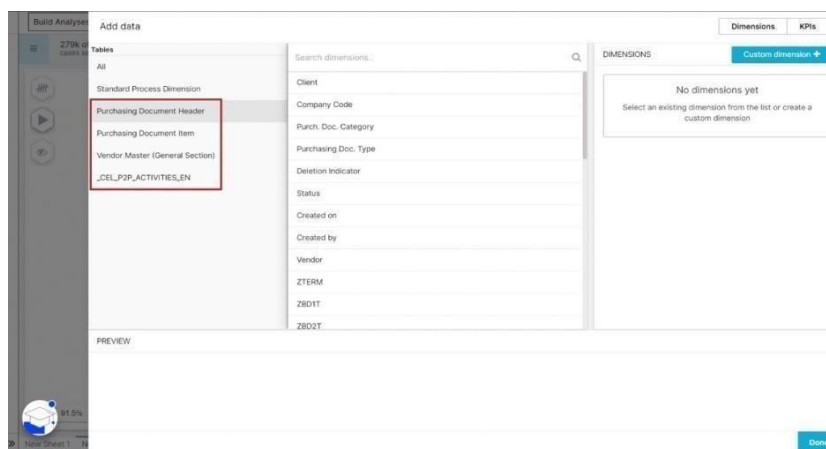 Build Analyses
Add data
Dimensions
KPIs
279k
Tables
All
Standard Process Dimension
Purchasing Document Header
Purchasing Document Item
Vendor Master (General Section)
_CEL_P2P_ACTIVITIES_EN
Search dimensions..
Client
Company Code
Purch. Doc. Category
Purchasing Doc. Type
Deletion Indicator
Status
Created on
Created by
Vendor
ZTERM
ZBD1T
ZBD2T
DIMENSIONS
Custom dimension +
No dimensions yet
Select an existing dimension from the list or create a
custom dimension
PREVIEW
91.5%
New Sheet 1
Done